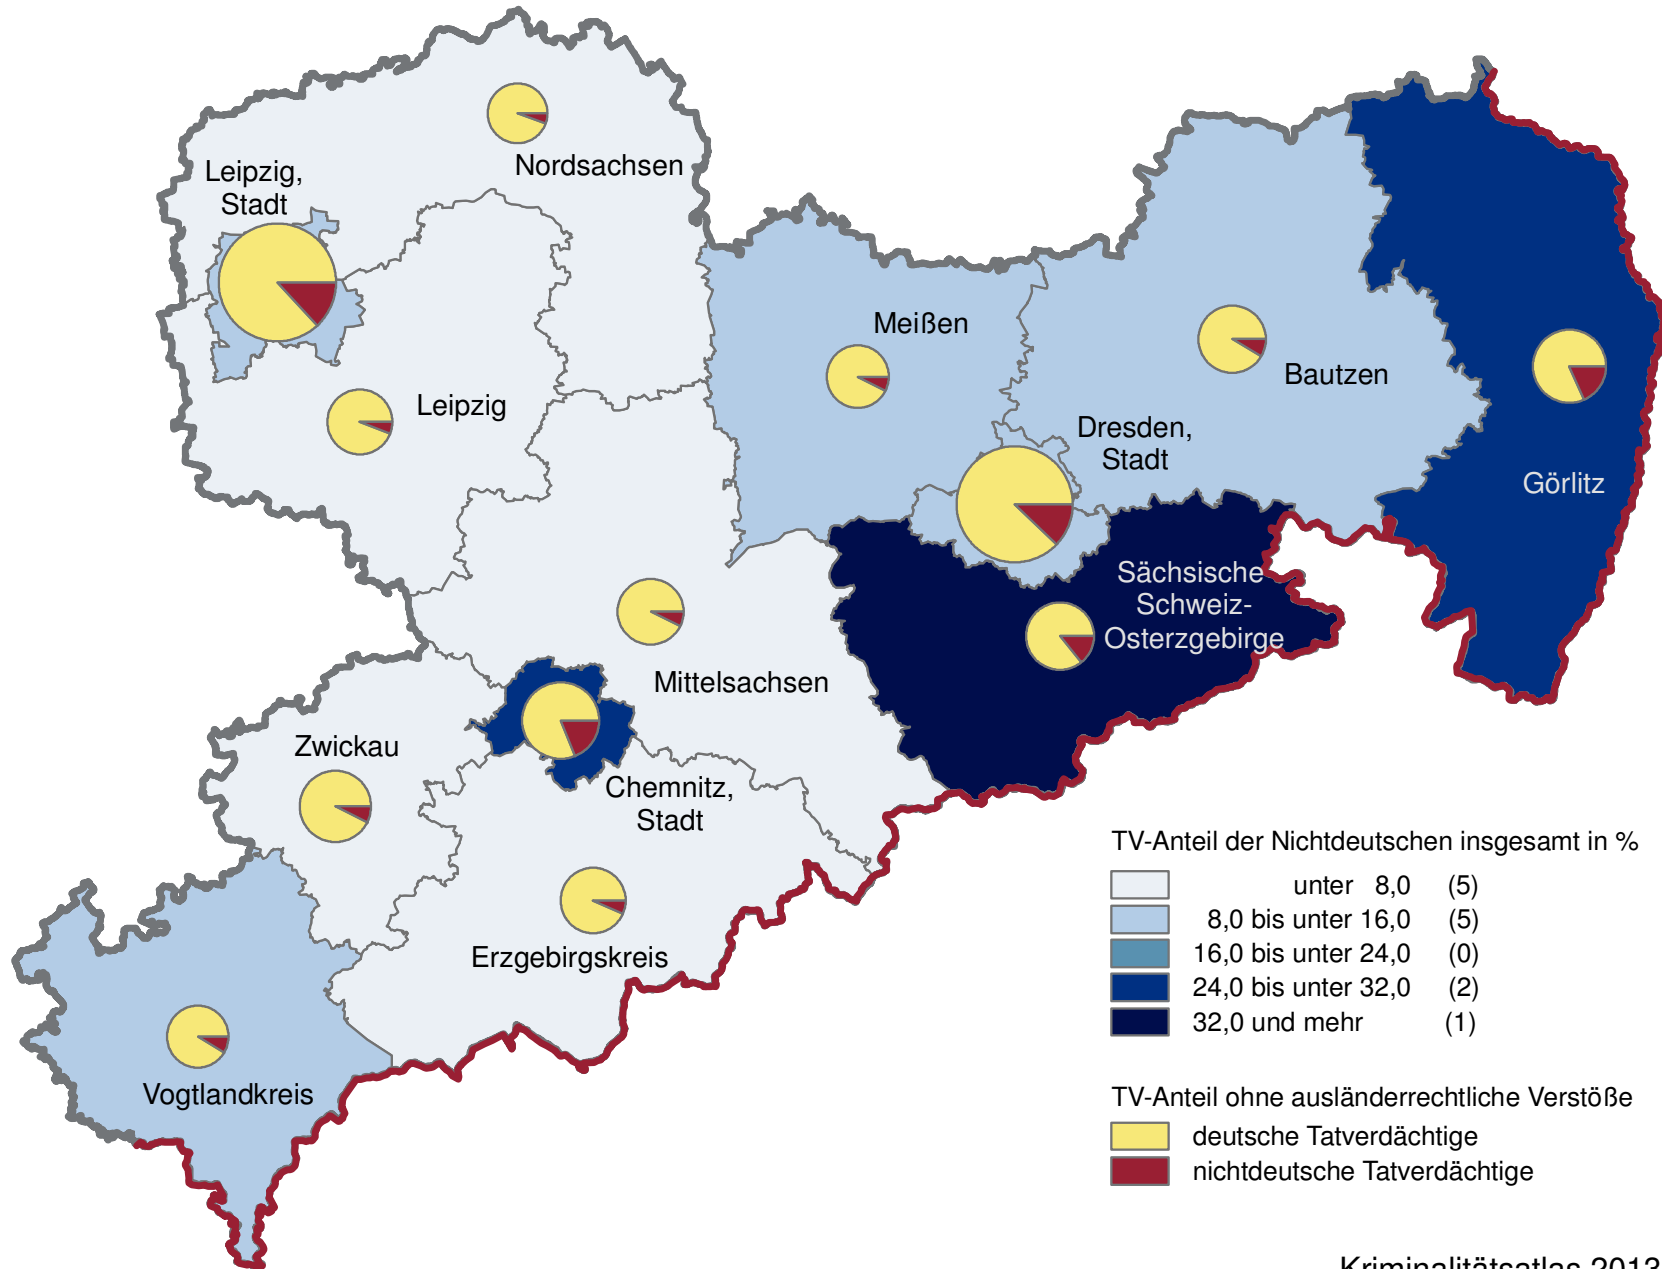 Nordsachsen
Leipzig,
Stadt
Meißen
Leipzig
Bautzen
Dresden,
Stadt
Görlitz
Sächsische
Schweiz-
Osterzgebirge
Mittelsachsen
Zwickau
Chemnitz,
Stadt
Erzgebirgskreis
Vogtlandkreis
TV-Anteil der Nichtdeutschen insgesamt in %
unter 8,0 (5)
8,0 bis unter 16,0 (5)
16,0 bis unter 24,0 (0)
24,0 bis unter 32,0 (2)
32,0 und mehr (1)
TV-Anteil ohne ausländerrechtliche Verstöße
deutsche Tatverdächtige
nichtdeutsche Tatverdächtige
Kriminalitätsatlas 2013